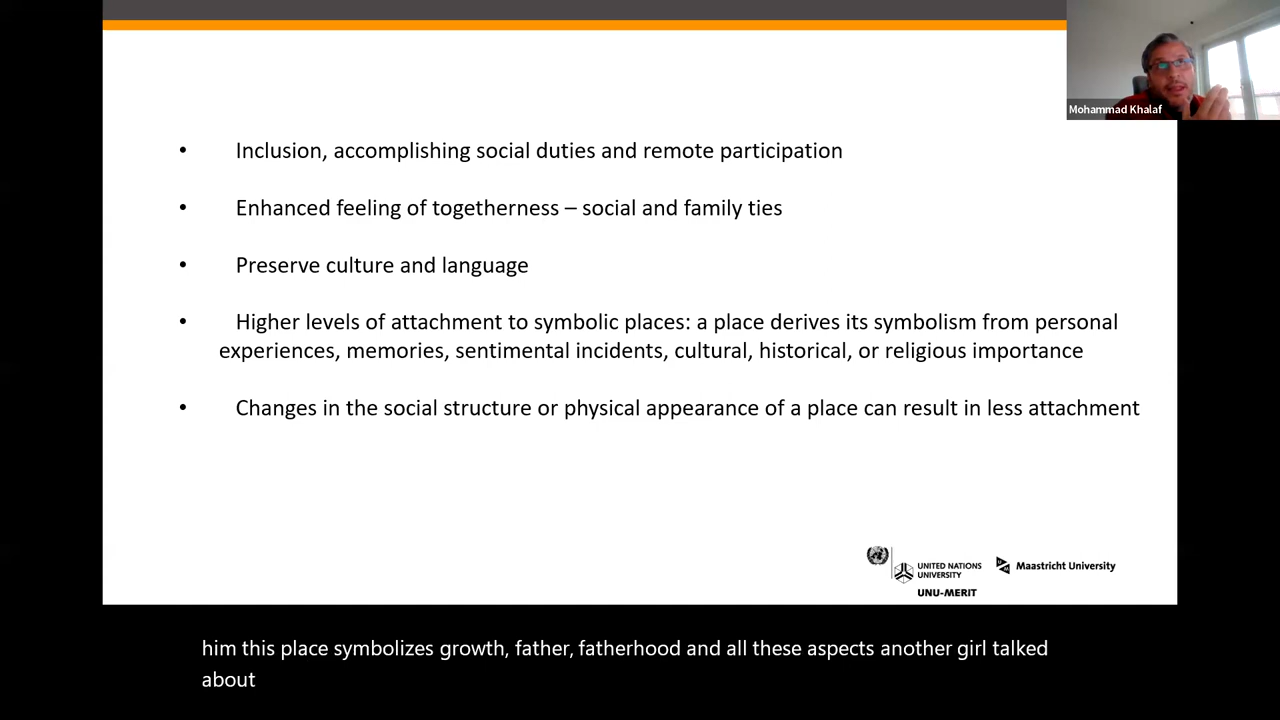 Mohammad Khalaf
• Inclusion, accomplishing social duties and remote participation
• Enhanced feeling of togetherness – social and family ties
• Preserve culture and language
• Higher levels of attachment to symbolic places: a place derives its symbolism from personal
experiences, memories, sentimental incidents, cultural, historical, or religious importance
• Changes in the social structure or physical appearance of a place can result in less attachment
UNITED NATIONS
UNIVERSITY
UNU-MERIT
Maastricht University
him this place symbolizes growth, father, fatherhood and all these aspects another girl talked
about